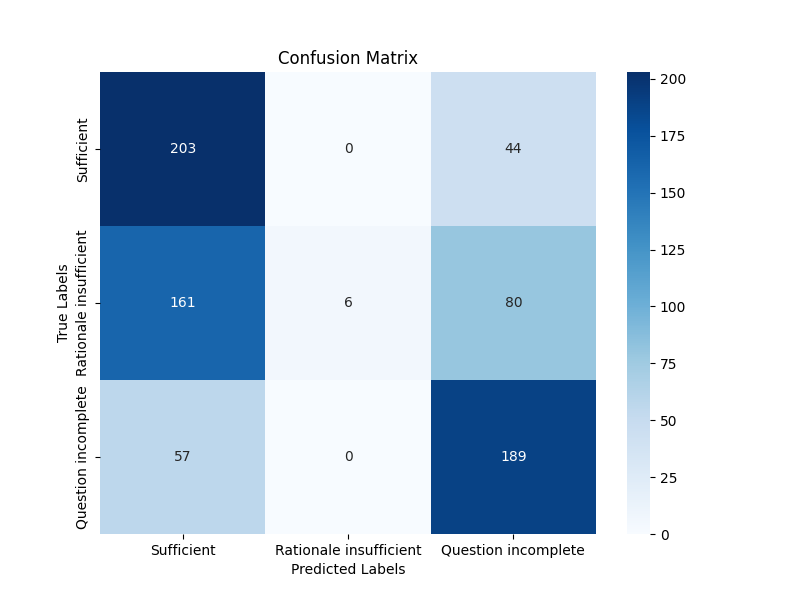 Confusion Matrix
True Labels
Sufficient
Rationale insufficient
Question incomplete
203 0 44
161 6 80
57 0 189
Sufficient Rationale insufficient Question incomplete
Predicted Labels
200
175
150
125
100
75
50
25
0